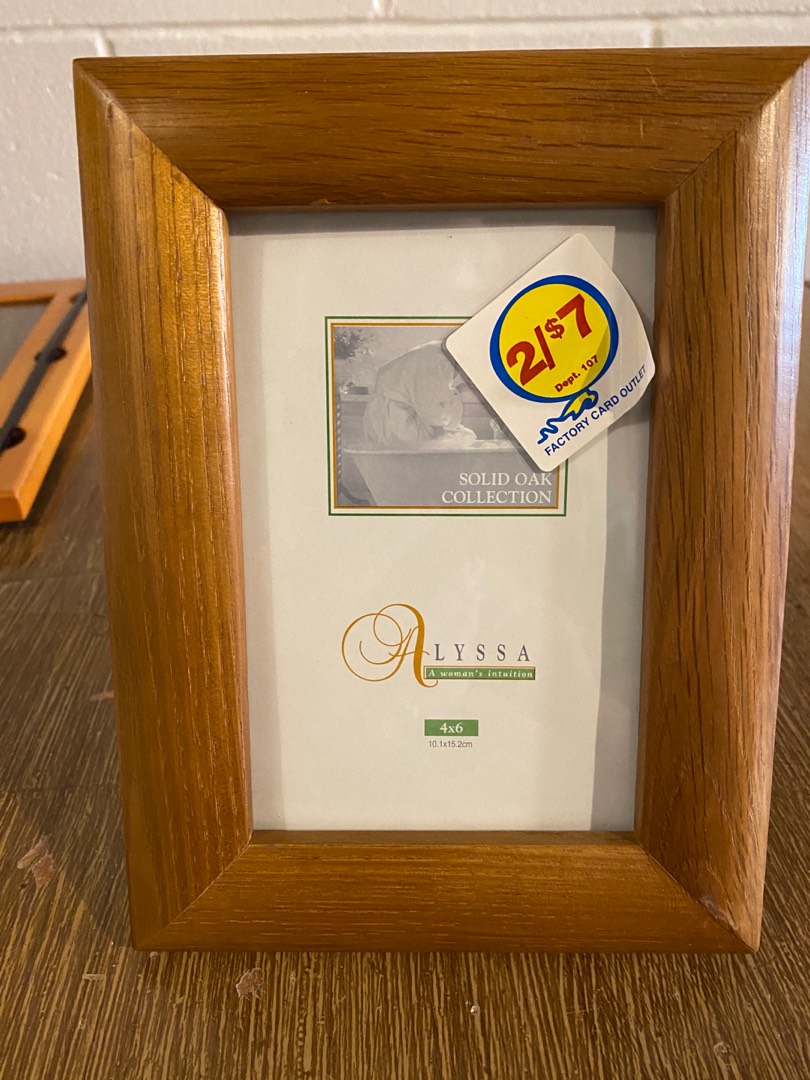 2/$7
Dept. 107
FACTORY CARD OUTLET
SOLID OAK
COLLECTION
ALYSSA
A woman's intuition
4x6
10.1x15.2cm